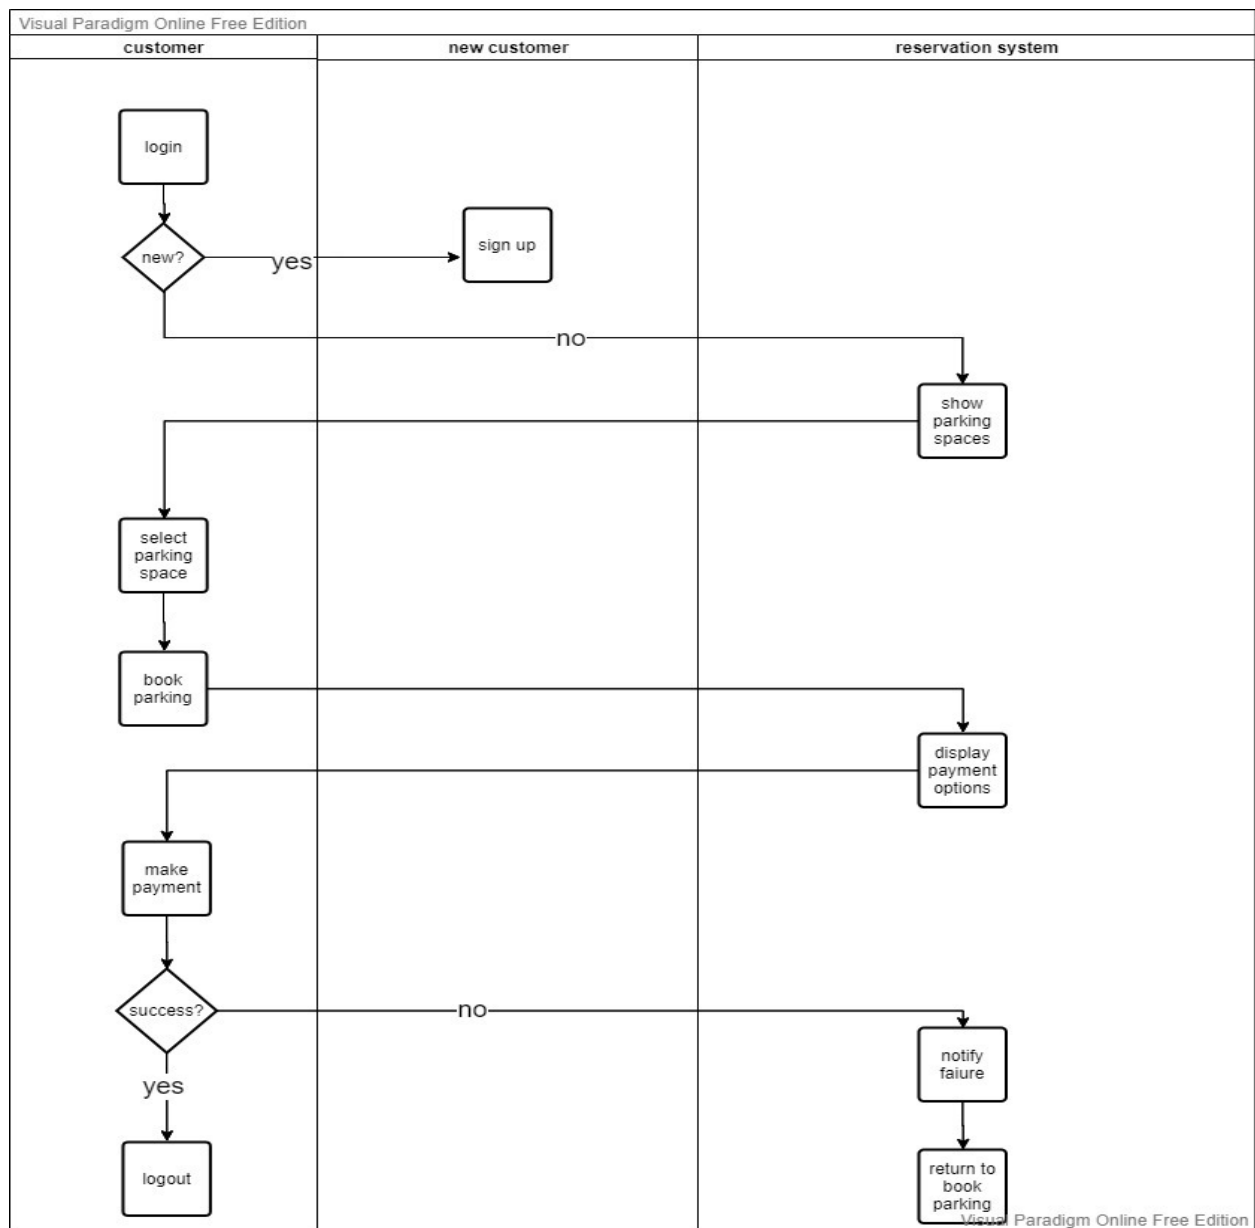 Visual Paradigm Online Free Edition
customer
new customer
reservation system
login
new?
yes
sign up
no
show
parking
spaces
select
parking
space
book
parking
display
payment
options
make
payment
success?
no
notify
faiure
yes
logout
return to
book
parking
Visual Paradigm Online Free Edition